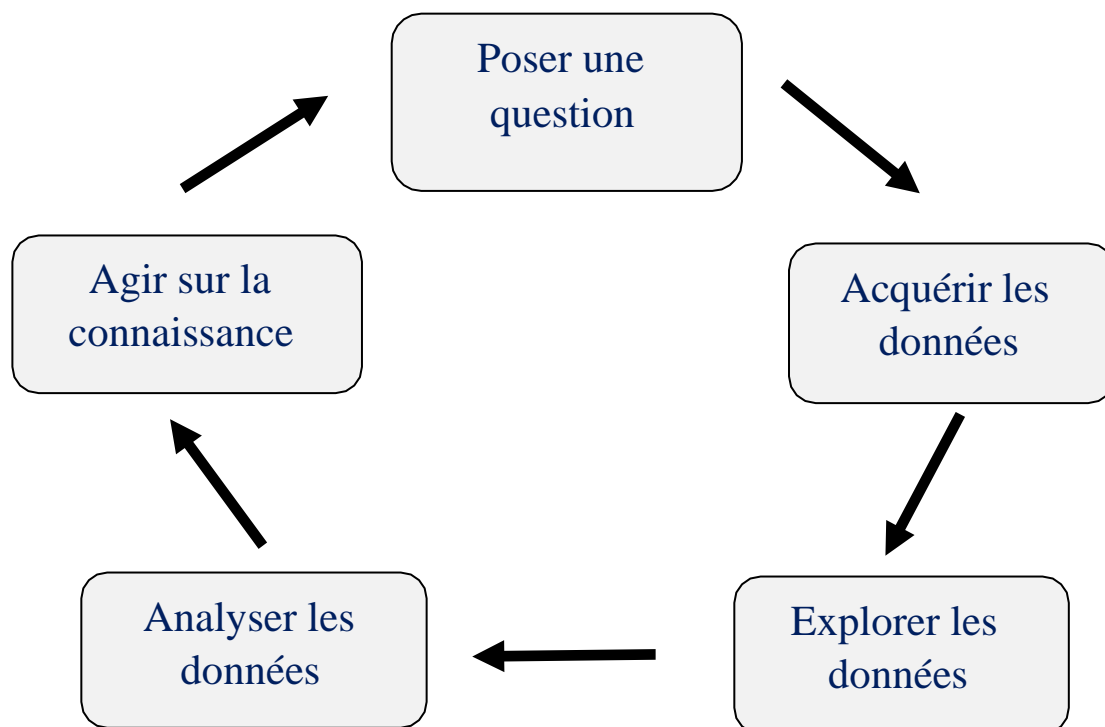 Poser une
question
Acquérir les
données
Explorer les
données
Analyser les
données
Agir sur la
connaissance